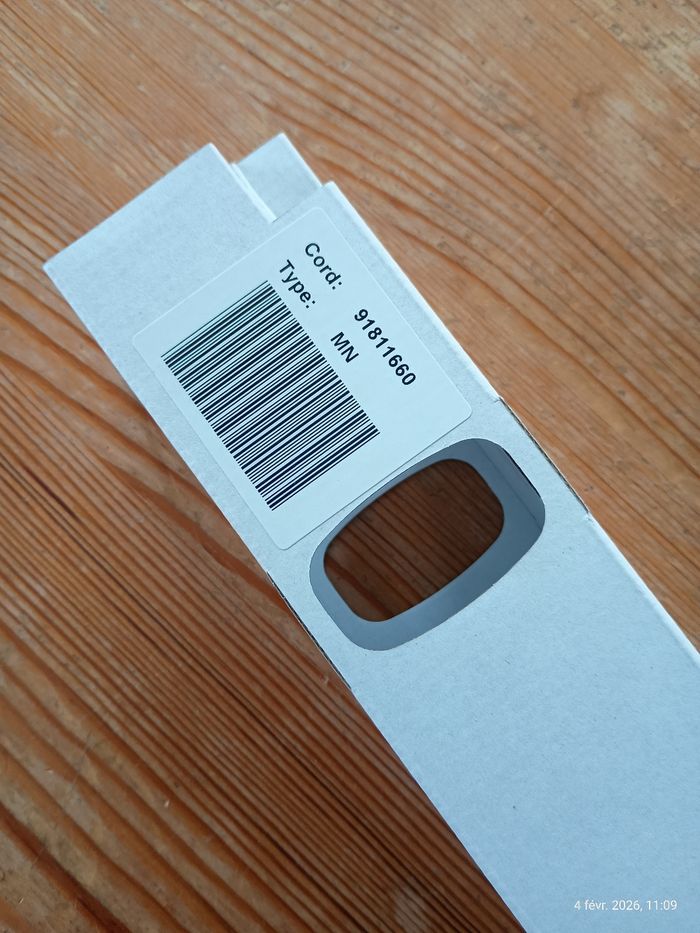 Cord: 91811660
Type: MN
4 févr. 2026, 11:09